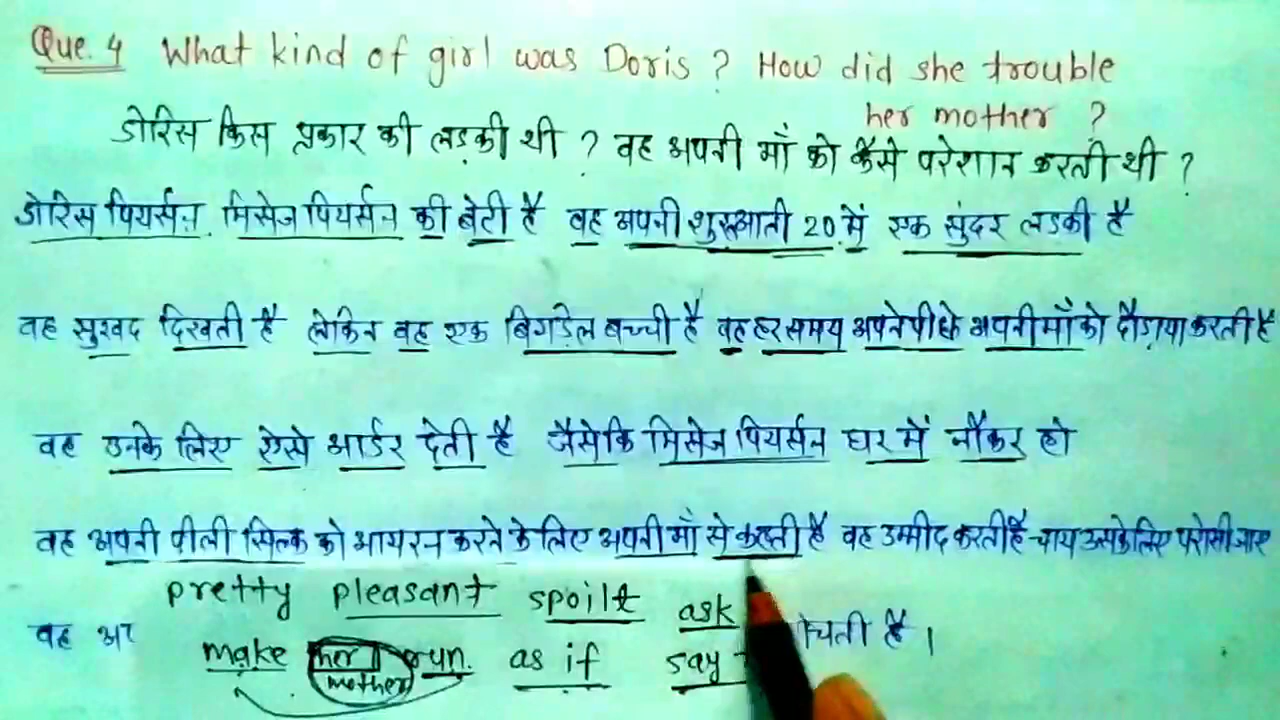 Que. 4 What kind of girl was Doris ? How did she trouble
her mother ?
डोरिस किस प्रकार की लड़की थी ? वह अपनी माँ को कैसे परेशान करती थी ?
डोरिस पियर्सन मिसेज पियर्सन की बेटी है वह अपनी शुरुआती 20 में एक सुंदर लड़की है
वह सुखद दिखती है लेकिन वह एक बिगड़ैल बच्ची है वह हर समय अपने पीछे अपनी माँ को दौड़ाया करती है
वह उनके लिए ऐसे आर्डर देती है जैसेकि मिसेज पियर्सन घर में नौकर हो
वह अपनी पीली सिल्क को आयरन करने के लिए अपनी माँ से कहती है वह उम्मीद करती है चाय उसके लिए परोसी जाए
pretty pleasant spoilt ask
वह है ।
make her run. as if say
mother